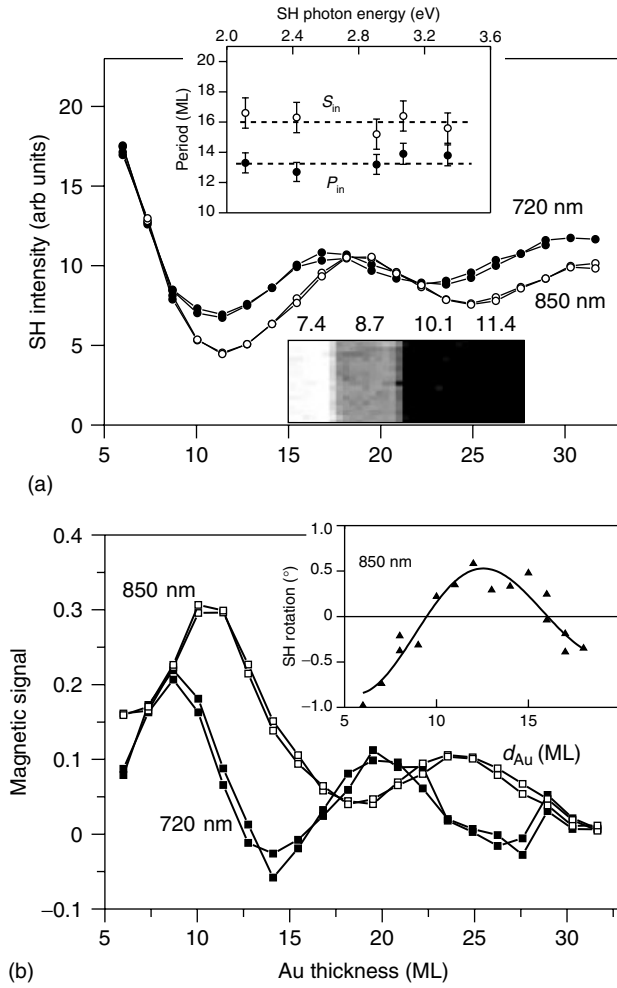 SH photon energy (eV)
2.0 2.4 2.8 3.2 3.6
20
18
16
14
12
10
Period (ML)
S in
P in
20
15
10
5
0
SH intensity (arb units)
720 nm
850 nm
7.4 8.7 10.1 11.4
5 10 15 20 25 30
(a)
0.4
0.3
0.2
0.1
0
−0.1
Magnetic signal
850 nm
720 nm
1.0
0.5
0
−0.5
−1.0
SH rotation (°)
850 nm
5 10 15
dAu (ML)
5 10 15 20 25 30
(b) Au thickness (ML)